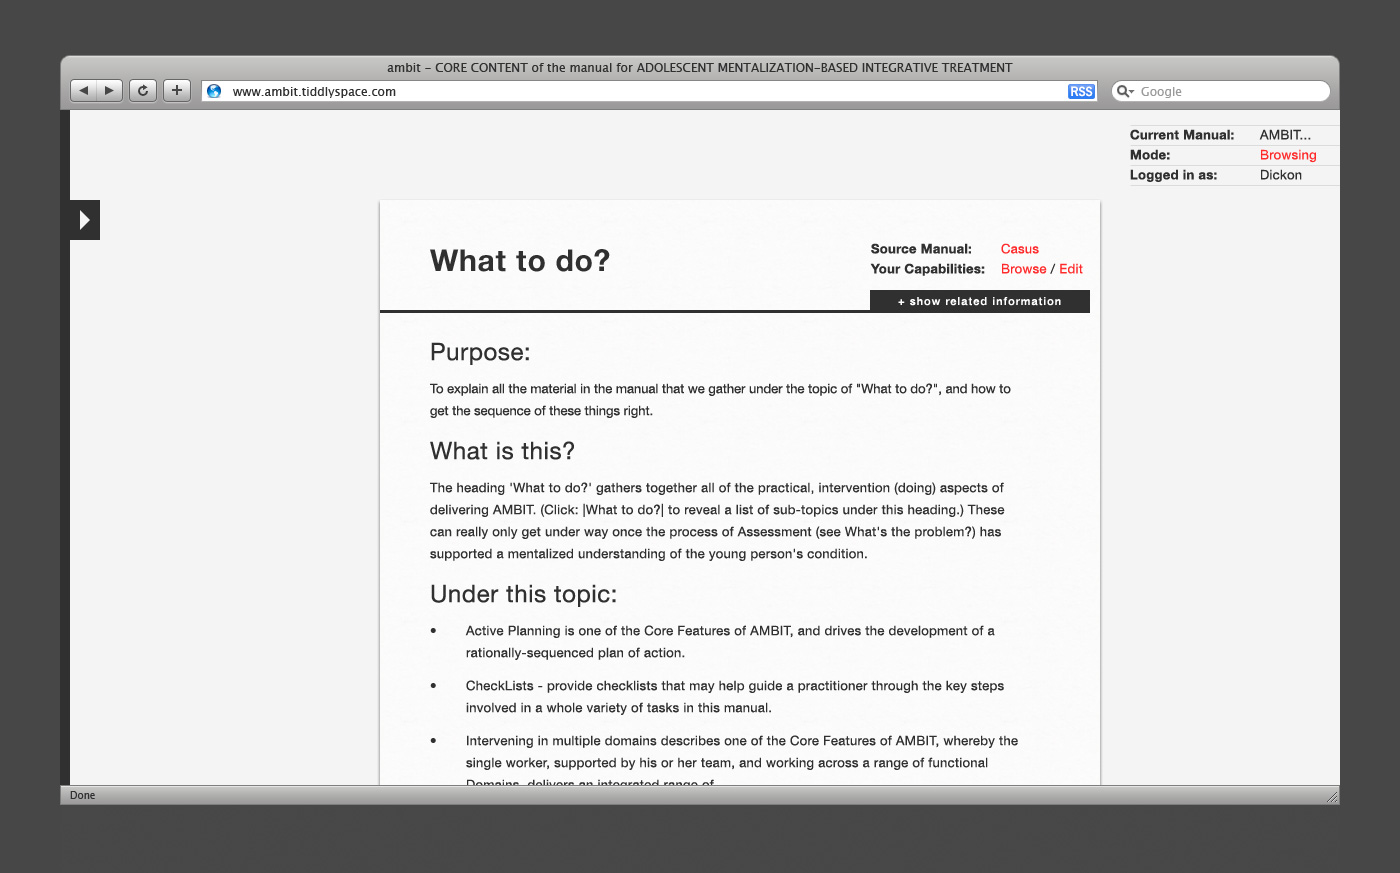 ambit – CORE CONTENT of the manual for ADOLESCENT MENTALIZATION-BASED INTEGRATIVE TREATMENT
www.ambit.tiddlyspace.com
RSS
Google
Current Manual: AMBIT...
Mode: Browsing
Logged in as: Dickon
What to do?
Source Manual: Casus
Your Capabilities: Browse / Edit
+ show related information
Purpose:
To explain all the material in the manual that we gather under the topic of "What to do?", and how to
get the sequence of these things right.
What is this?
The heading 'What to do?' gathers together all of the practical, intervention (doing) aspects of
delivering AMBIT. (Click: |What to do?| to reveal a list of sub-topics under this heading.) These
can really only get under way once the process of Assessment (see What's the problem?) has
supported a mentalized understanding of the young person's condition.
Under this topic:
• Active Planning is one of the Core Features of AMBIT, and drives the development of a
rationally-sequenced plan of action.
• CheckLists - provide checklists that may help guide a practitioner through the key steps
involved in a whole variety of tasks in this manual.
• Intervening in multiple domains describes one of the Core Features of AMBIT, whereby the
single worker, supported by his or her team, and working across a range of functional
Domains, delivers an integrated range of
Done